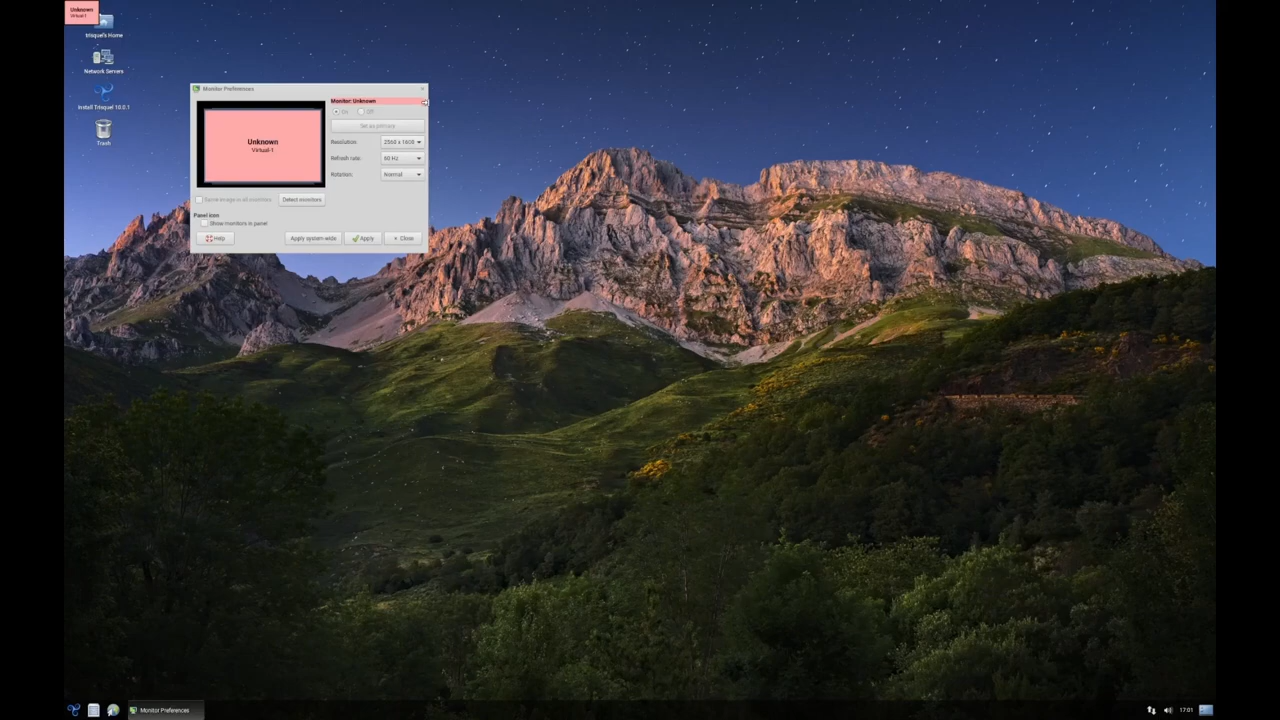 Unknown
Virtual-1
trisquel's Home
Network Servers
Install Trisquel 10.0.1
Trash
Monitor Preferences
Monitor: Unknown
On Off
Set as primary
Unknown
Virtual-1
Resolution: 2560 x 1600
Refresh rate: 60 Hz
Rotation: Normal
Same image in all monitors
Detect monitors
Panel icon
Show monitors in panel
Help
Apply system-wide
Apply
Close
Monitor Preferences
17:01